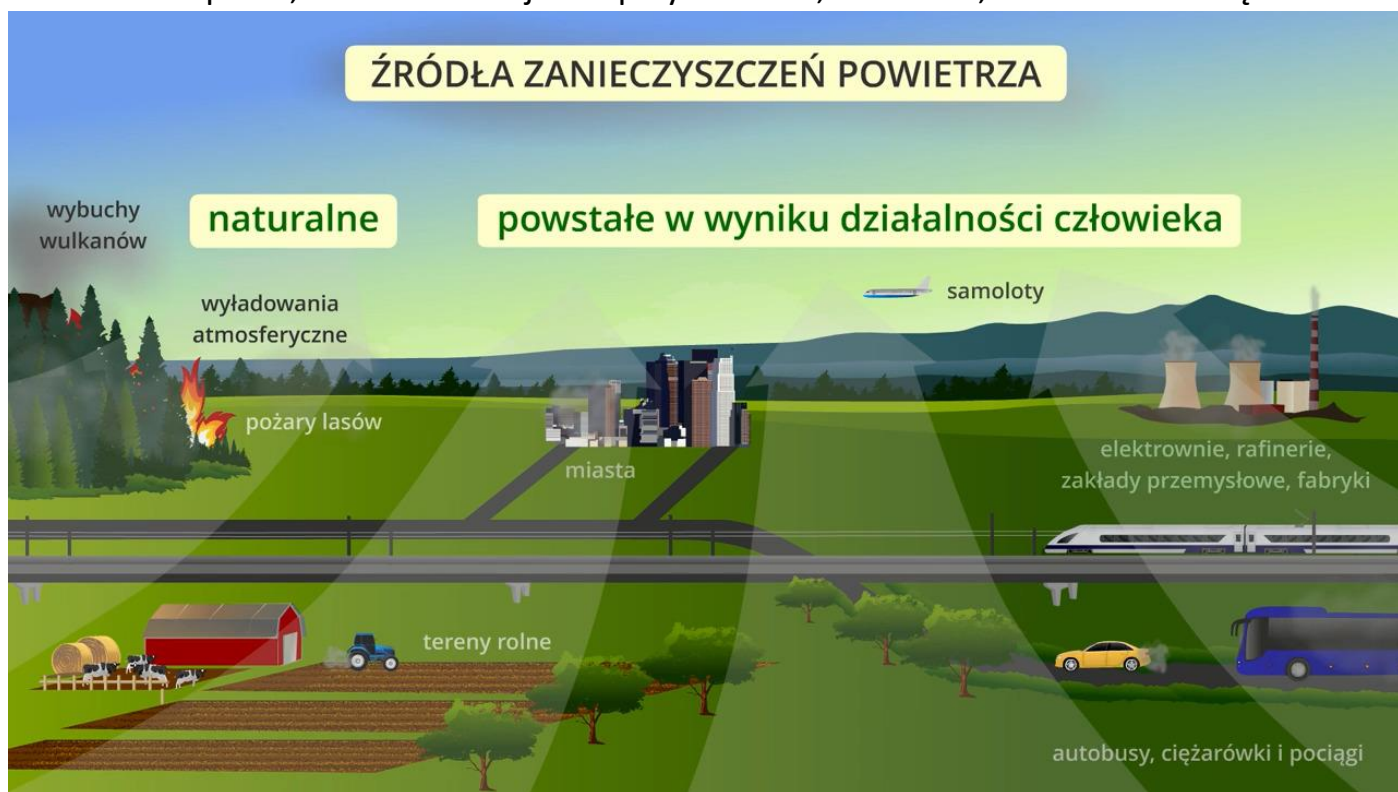 ŹRÓDŁA ZANIECZYSZCZEŃ POWIETRZA
wybuchy
wulkanów
naturalne
powstałe w wyniku działalności człowieka
wyładowania
atmosferyczne
samoloty
pożary lasów
miasta
elektrownie, rafinerie,
zakłady przemysłowe, fabryki
tereny rolne
autobusy, ciężarówki i pociągi